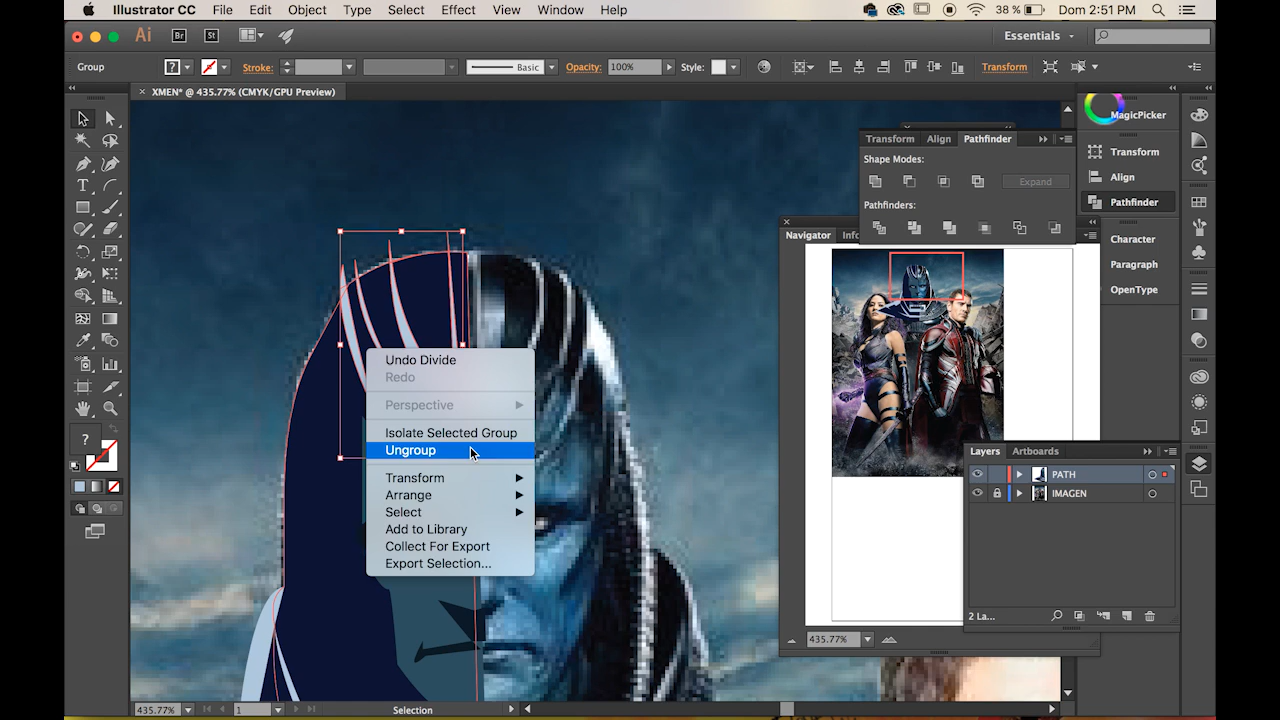 Illustrator CC File Edit Object Type Select Effect View Window Help 38 % Dom 2:51 PM
Ai Br St Essentials
Group ? Stroke: Basic Opacity: 100% Style: Transform
XMEN* @ 435.77% (CMYK/GPU Preview)
MagicPicker
Transform Align Pathfinder
Shape Modes:
Expand
Pathfinders:
Transform
Align
Pathfinder
Character
Paragraph
OpenType
Navigator Info
Undo Divide
Redo
Perspective
Isolate Selected Group
Ungroup
Transform
Arrange
Select
Add to Library
Collect For Export
Export Selection...
T
?
Layers Artboards
PATH
IMAGEN
2 La...
435.77%
435.77% 1 Selection